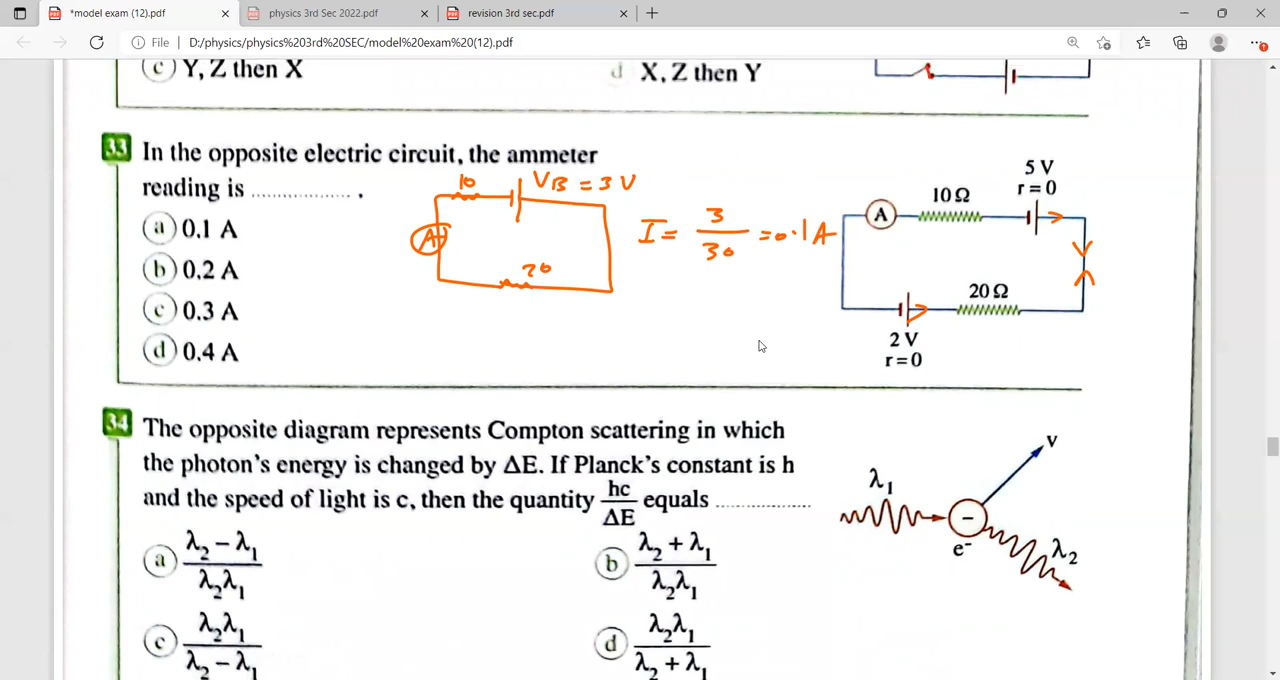 *model exam (12).pdf
physics 3rd Sec 2022.pdf
revision 3rd sec.pdf
File
D:/physics/physics%203rd%20SEC/model%20exam%20(12).pdf
c Y, Z then X
d X, Z then Y
33 In the opposite electric circuit, the ammeter
reading is .................... .
a 0.1 A
b 0.2 A
c 0.3 A
d 0.4 A
10
VB = 3 V
A
20
I = 3/30 = 0.1 A
5 V
r = 0
10 Ω
A
20 Ω
2 V
r = 0
34 The opposite diagram represents Compton scattering in which
the photon's energy is changed by ΔE. If Planck's constant is h
and the speed of light is c, then the quantity hc/ΔE equals ...................
a (λ₂ − λ₁)/(λ₂λ₁)
b (λ₂ + λ₁)/(λ₂λ₁)
c (λ₂λ₁)/(λ₂ − λ₁)
d (λ₂λ₁)/(λ₂ + λ₁)
λ₁
v
−
e⁻
λ₂